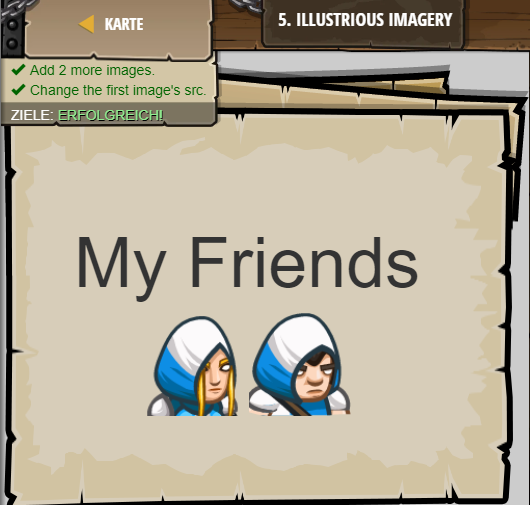 KARTE
5. ILLUSTRIOUS IMAGERY
Add 2 more images.
Change the first image's src.
ZIELE: ERFOLGREICH!
My Friends